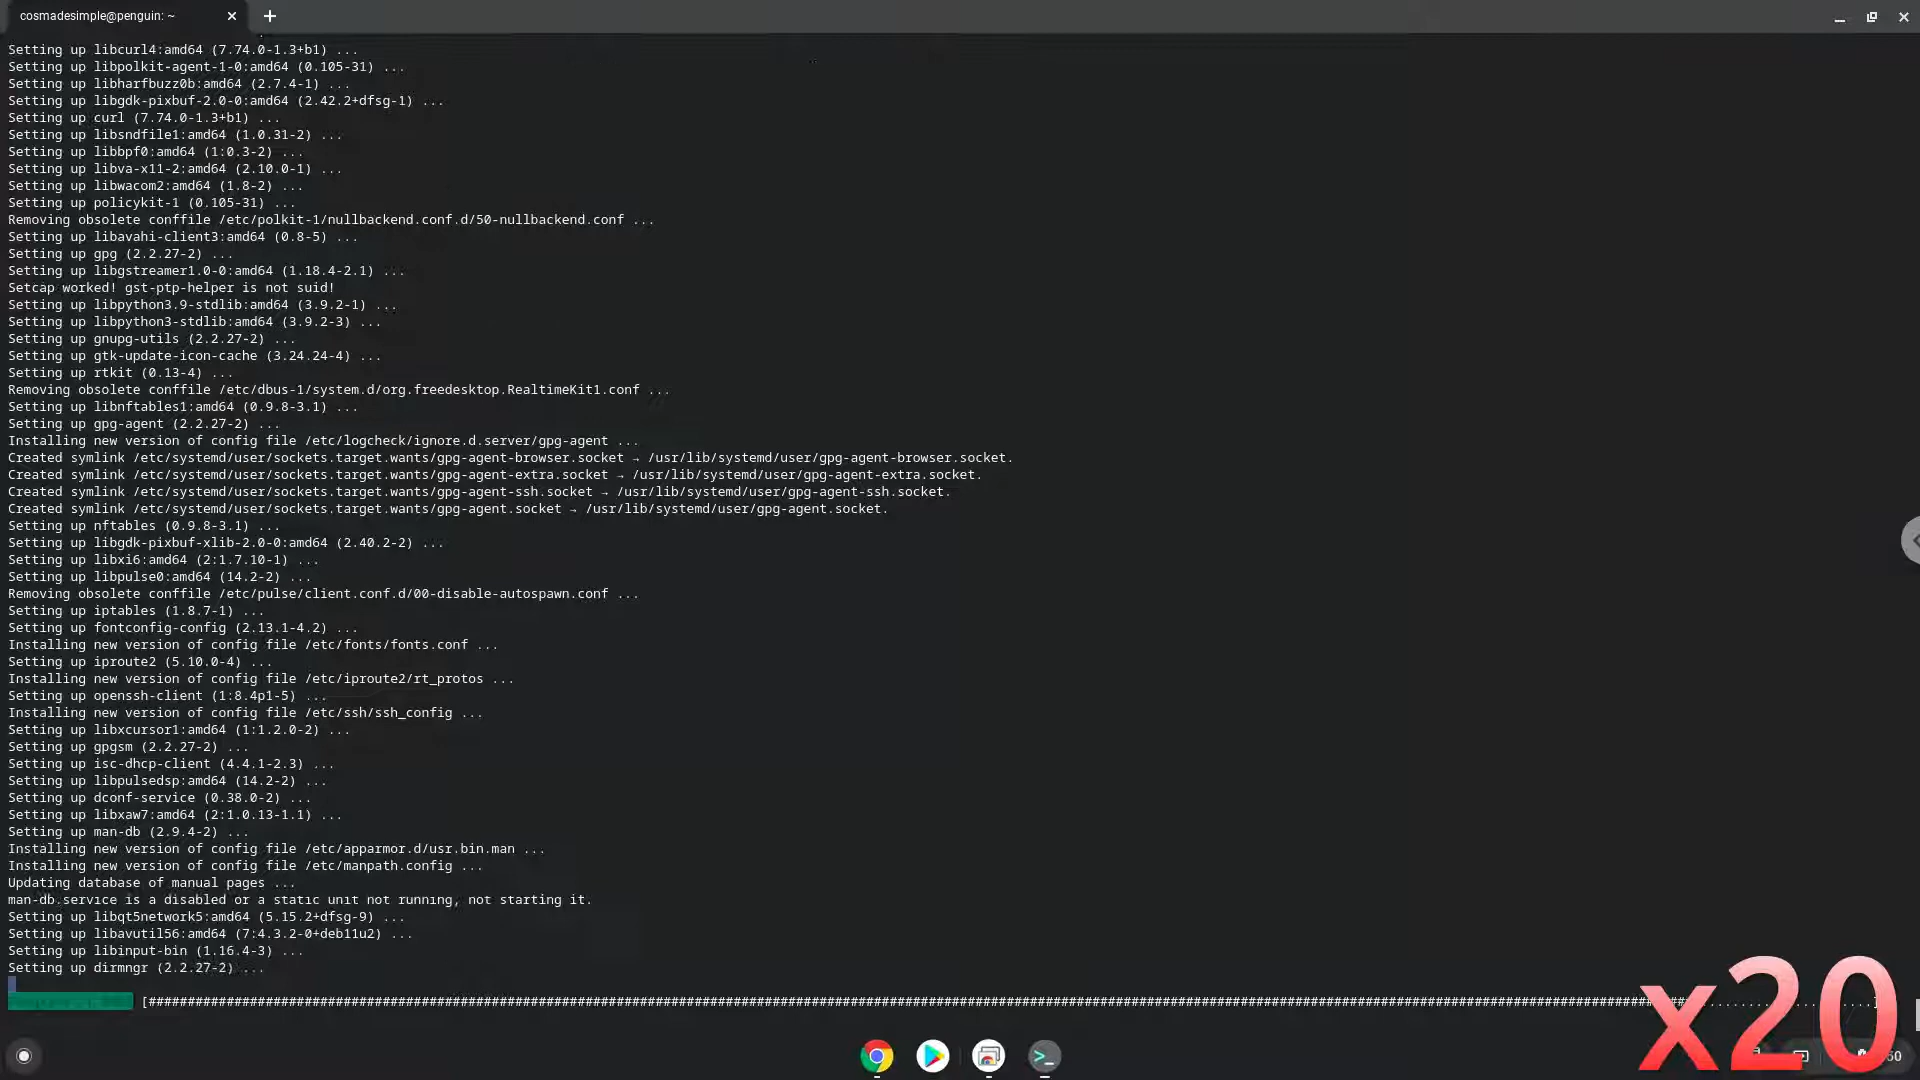 cosmadesimple@penguin: ~
Setting up libcurl4:amd64 (7.74.0-1.3+b1) ...
Setting up libpolkit-agent-1-0:amd64 (0.105-31) ...
Setting up libharfbuzz0b:amd64 (2.7.4-1) ...
Setting up libgdk-pixbuf-2.0-0:amd64 (2.42.2+dfsg-1) ...
Setting up curl (7.74.0-1.3+b1) ...
Setting up libsndfile1:amd64 (1.0.31-2) ...
Setting up libbpf0:amd64 (1:0.3-2) ...
Setting up libva-x11-2:amd64 (2.10.0-1) ...
Setting up libwacom2:amd64 (1.8-2) ...
Setting up policykit-1 (0.105-31) ...
Removing obsolete conffile /etc/polkit-1/nullbackend.conf.d/50-nullbackend.conf ...
Setting up libavahi-client3:amd64 (0.8-5) ...
Setting up gpg (2.2.27-2) ...
Setting up libgstreamer1.0-0:amd64 (1.18.4-2.1) ...
Setcap worked! gst-ptp-helper is not suid!
Setting up libpython3.9-stdlib:amd64 (3.9.2-1) ...
Setting up libpython3-stdlib:amd64 (3.9.2-3) ...
Setting up gnupg-utils (2.2.27-2) ...
Setting up gtk-update-icon-cache (3.24.24-4) ...
Setting up rtkit (0.13-4) ...
Removing obsolete conffile /etc/dbus-1/system.d/org.freedesktop.RealtimeKit1.conf ...
Setting up libnftables1:amd64 (0.9.8-3.1) ...
Setting up gpg-agent (2.2.27-2) ...
Installing new version of config file /etc/logcheck/ignore.d.server/gpg-agent ...
Created symlink /etc/systemd/user/sockets.target.wants/gpg-agent-browser.socket → /usr/lib/systemd/user/gpg-agent-browser.socket.
Created symlink /etc/systemd/user/sockets.target.wants/gpg-agent-extra.socket → /usr/lib/systemd/user/gpg-agent-extra.socket.
Created symlink /etc/systemd/user/sockets.target.wants/gpg-agent-ssh.socket → /usr/lib/systemd/user/gpg-agent-ssh.socket.
Created symlink /etc/systemd/user/sockets.target.wants/gpg-agent.socket → /usr/lib/systemd/user/gpg-agent.socket.
Setting up nftables (0.9.8-3.1) ...
Setting up libgdk-pixbuf-xlib-2.0-0:amd64 (2.40.2-2) ...
Setting up libxi6:amd64 (2:1.7.10-1) ...
Setting up libpulse0:amd64 (14.2-2) ...
Removing obsolete conffile /etc/pulse/client.conf.d/00-disable-autospawn.conf ...
Setting up iptables (1.8.7-1) ...
Setting up fontconfig-config (2.13.1-4.2) ...
Installing new version of config file /etc/fonts/fonts.conf ...
Setting up iproute2 (5.10.0-4) ...
Installing new version of config file /etc/iproute2/rt_protos ...
Setting up openssh-client (1:8.4p1-5) ...
Installing new version of config file /etc/ssh/ssh_config ...
Setting up libxcursor1:amd64 (1:1.2.0-2) ...
Setting up gpgsm (2.2.27-2) ...
Setting up isc-dhcp-client (4.4.1-2.3) ...
Setting up libpulsedsp:amd64 (14.2-2) ...
Setting up dconf-service (0.38.0-2) ...
Setting up libxaw7:amd64 (2:1.0.13-1.1) ...
Setting up man-db (2.9.4-2) ...
Installing new version of config file /etc/apparmor.d/usr.bin.man ...
Installing new version of config file /etc/manpath.config ...
Updating database of manual pages ...
man-db.service is a disabled or a static unit not running, not starting it.
Setting up libqt5network5:amd64 (5.15.2+dfsg-9) ...
Setting up libavutil56:amd64 (7:4.3.2-0+deb11u2) ...
Setting up libinput-bin (1.16.4-3) ...
Setting up dirmngr (2.2.27-2) ...
x20